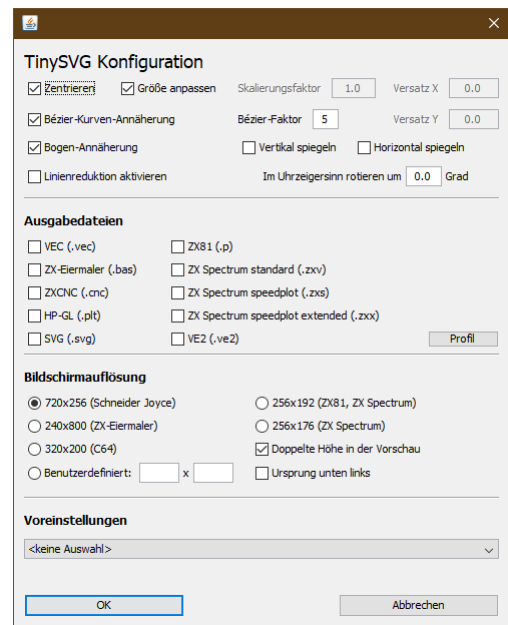 TinySVG Konfiguration
Zentrieren Größe anpassen Skalierungsfaktor 1.0 Versatz X 0.0
Bézier-Kurven-Annäherung Bézier-Faktor 5 Versatz Y 0.0
Bogen-Annäherung Vertikal spiegeln Horizontal spiegeln
Linienreduktion aktivieren Im Uhrzeigersinn rotieren um 0.0 Grad
Ausgabedateien
VEC (.vec) ZX81 (.p)
ZX-Eiermaler (.bas) ZX Spectrum standard (.zxv)
ZXCNC (.cnc) ZX Spectrum speedplot (.zxs)
HP-GL (.plt) ZX Spectrum speedplot extended (.zxx)
SVG (.svg) VE2 (.ve2) Profil
Bildschirmauflösung
720x256 (Schneider Joyce) 256x192 (ZX81, ZX Spectrum)
240x800 (ZX-Eiermaler) 256x176 (ZX Spectrum)
320x200 (C64) Doppelte Höhe in der Vorschau
Benutzerdefiniert: x Ursprung unten links
Voreinstellungen
<keine Auswahl>
OK Abbrechen